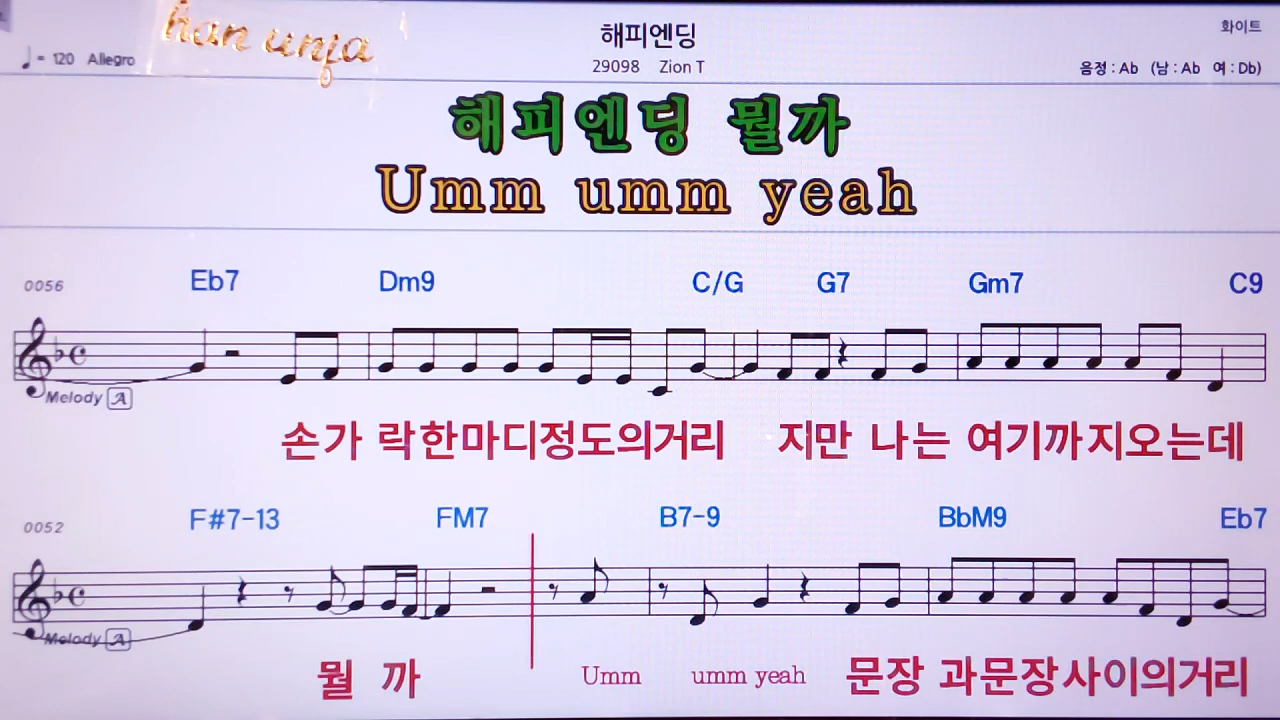 han unja
해피엔딩
화이트
♩= 120 Allegro
29098 Zion T
음정 : Ab (남 : Ab 여 : Db)
해피엔딩 뭘까
Umm umm yeah
0056 Eb7 Dm9 C/G G7 Gm7 C9
Melody A
손가 락한마디정도의거리 지만 나는 여기까지오는데
0052 F#7-13 FM7 B7-9 BbM9 Eb7
Melody A
뭘 까 Umm umm yeah 문장 과문장사이의거리